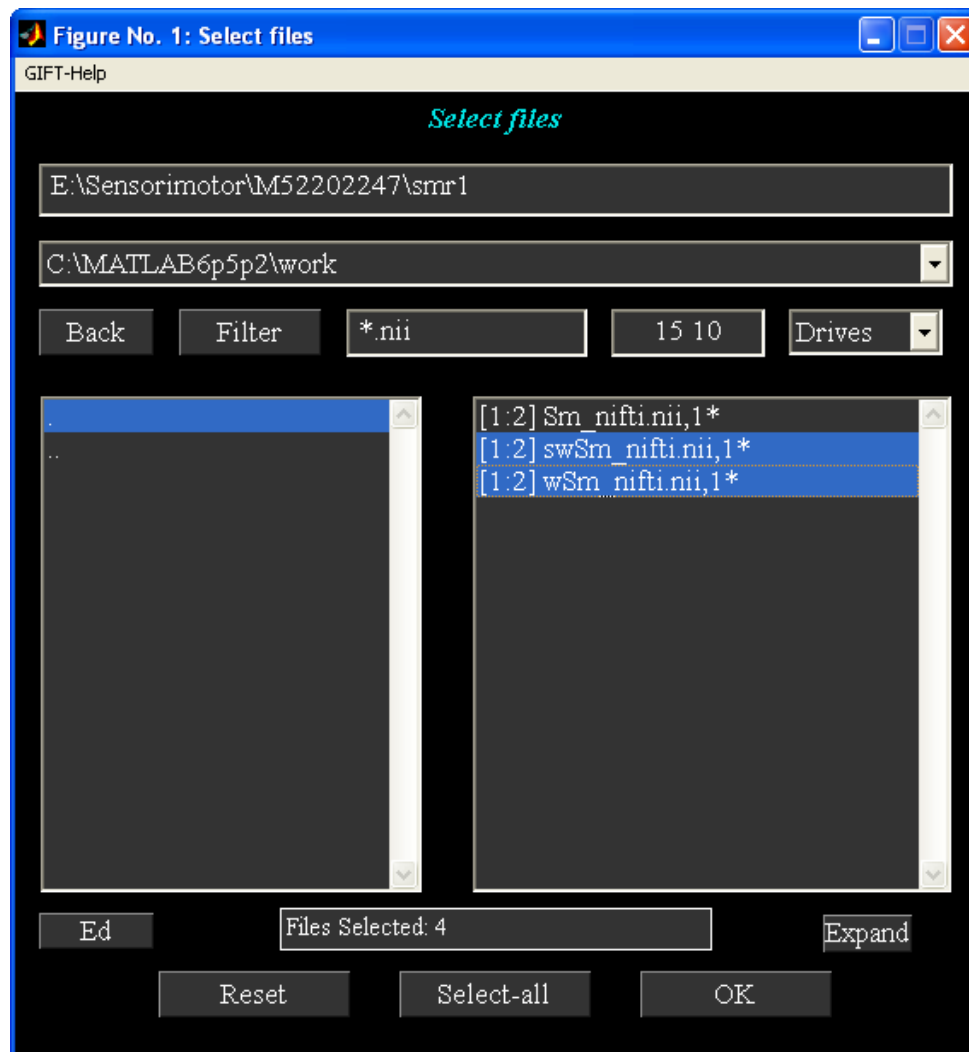 Figure No. 1: Select files
GIFT-Help
Select files
E:\Sensorimotor\M52202247\smr1
C:\MATLAB6p5p2\work
Back Filter *.nii 15 10 Drives
.
..
[1:2] Sm_nifti.nii,1*
[1:2] swSm_nifti.nii,1*
[1:2] wSm_nifti.nii,1*
Ed Files Selected: 4 Expand
Reset Select-all OK